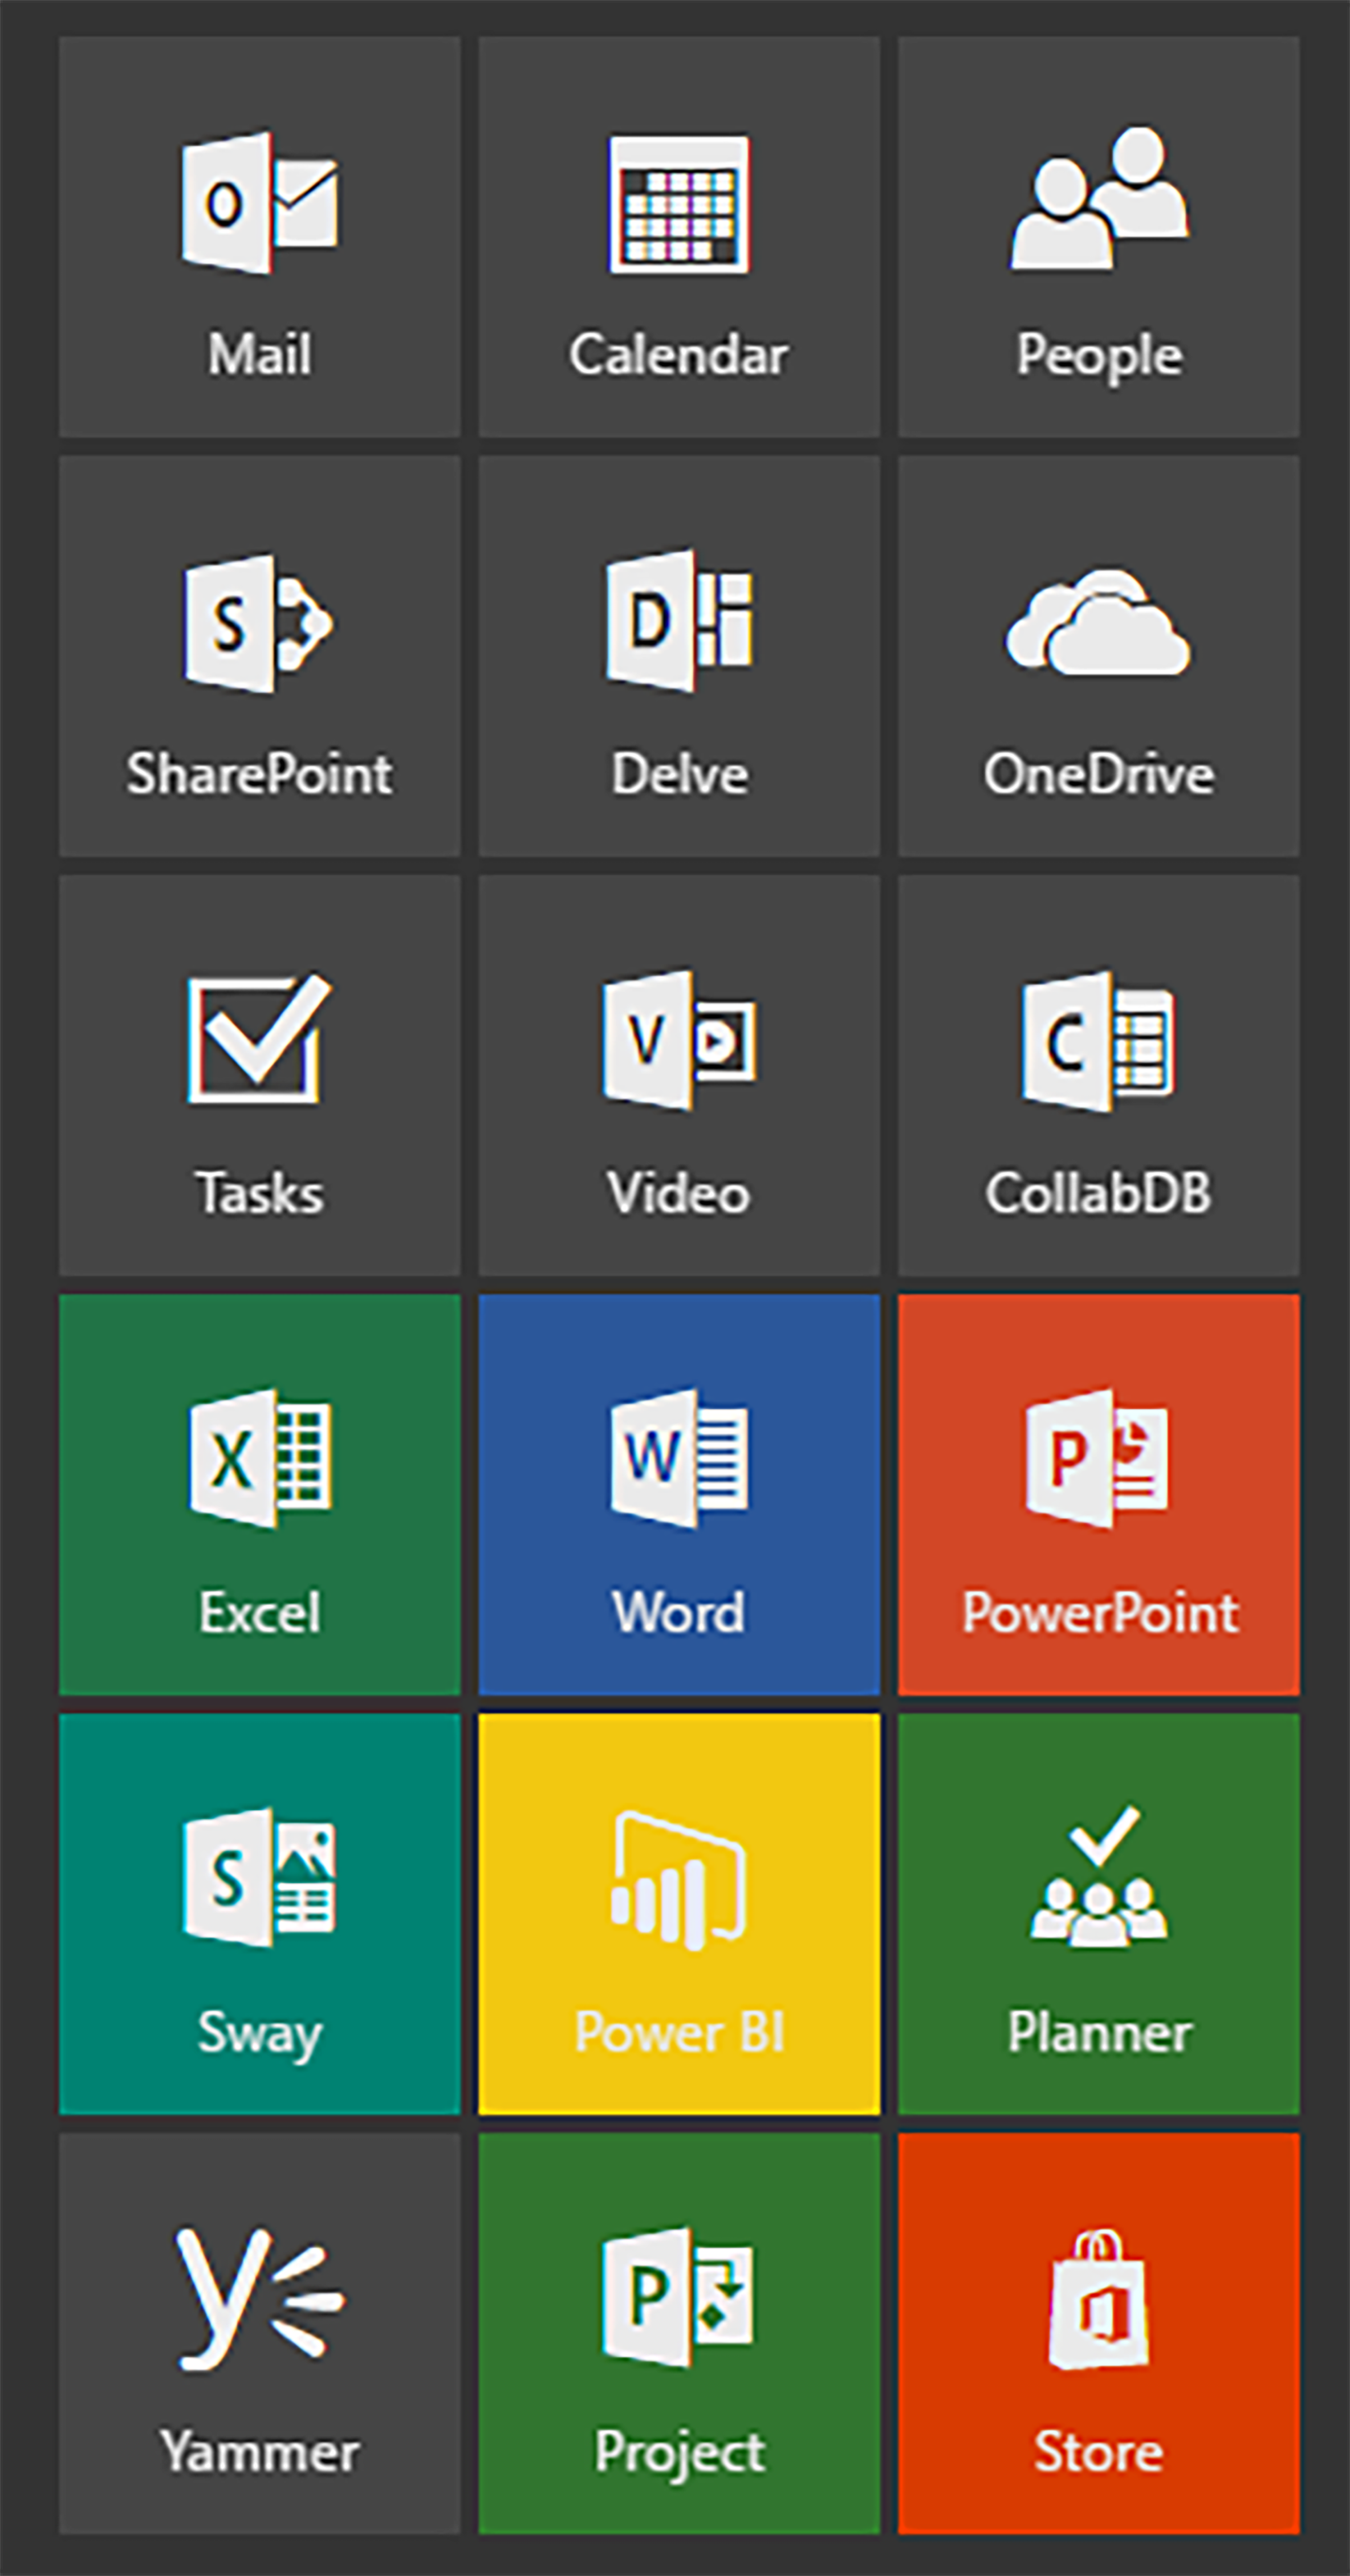 O
Mail
Calendar
People
S
SharePoint
D
Delve
OneDrive
Tasks
V
Video
C
CollabDB
X
Excel
W
Word
P
PowerPoint
S
Sway
Power BI
Planner
y
Yammer
P
Project
Store